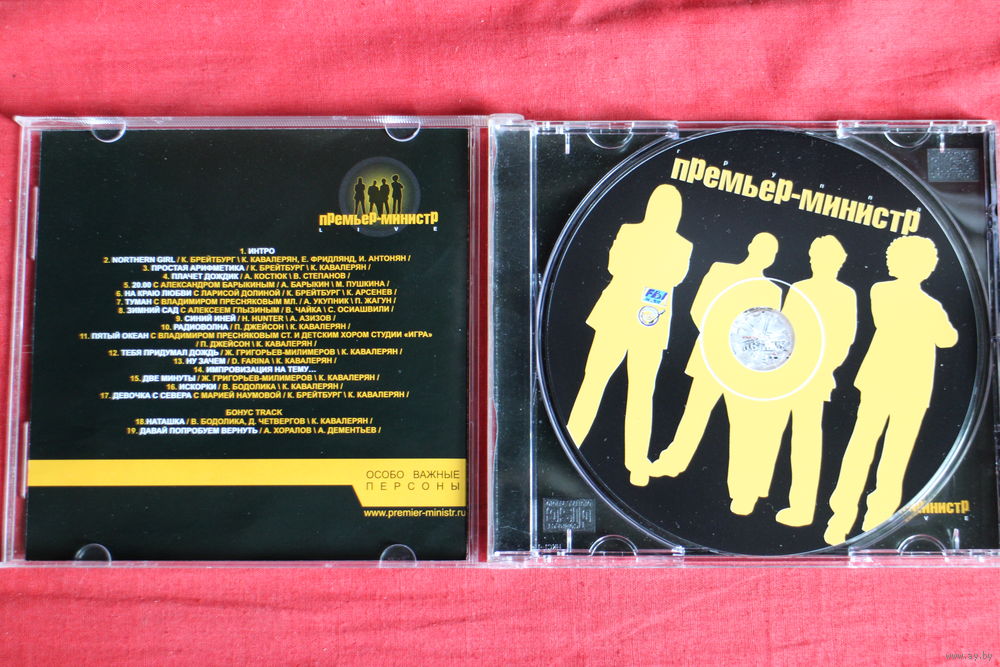 премьер-министр
LIVE
1. ИНТРО
2. NORTHERN GIRL / К. БРЕЙТБУРГ \ К. КАВАЛЕРЯН, Е. ФРИДЛЯНД, И. АНТОНЯН /
3. ПРОСТАЯ АРИФМЕТИКА / К. БРЕЙТБУРГ \ К. КАВАЛЕРЯН /
4. ПЛАЧЕТ ДОЖДИК / А. КОСТЮК \ В. СТЕПАНОВ /
5. 20.00 С АЛЕКСАНДРОМ БАРЫКИНЫМ / А. БАРЫКИН \ М. ПУШКИНА /
6. НА КРАЮ ЛЮБВИ С ЛАРИСОЙ ДОЛИНОЙ / К. БРЕЙТБУРГ \ К. АРСЕНЕВ /
7. ТУМАН С ВЛАДИМИРОМ ПРЕСНЯКОВЫМ МЛ. / А. УКУПНИК \ П. ЖАГУН /
8. ЗИМНИЙ САД С АЛЕКСЕЕМ ГЛЫЗИНЫМ / В. ЧАЙКА \ С. ОСИАШВИЛИ /
9. СИНИЙ ИНЕЙ / H. HUNTER \ А. АЗИЗОВ /
10. РАДИОВОЛНА / П. ДЖЕЙСОН \ К. КАВАЛЕРЯН /
11. ПЯТЫЙ ОКЕАН С ВЛАДИМИРОМ ПРЕСНЯКОВЫМ СТ. И ДЕТСКИМ ХОРОМ СТУДИИ «ИГРА»
/ П. ДЖЕЙСОН \ К. КАВАЛЕРЯН /
12. ТЕБЯ ПРИДУМАЛ ДОЖДЬ / Ж. ГРИГОРЬЕВ-МИЛИМЕРОВ \ К. КАВАЛЕРЯН /
13. НУ ЗАЧЕМ / D. FARINA \ К. КАВАЛЕРЯН /
14. ИМПРОВИЗАЦИЯ НА ТЕМУ...
15. ДВЕ МИНУТЫ / Ж. ГРИГОРЬЕВ-МИЛИМЕРОВ \ К. КАВАЛЕРЯН /
16. ИСКОРКИ / В. БОДОЛИКА \ К. КАВАЛЕРЯН /
17. ДЕВОЧКА С СЕВЕРА С МАРИЕЙ НАУМОВОЙ / К. БРЕЙТБУРГ \ К. КАВАЛЕРЯН /
БОНУС TRACK
18.НАТАШКА / В. БОДОЛИКА, Д. ЧЕТВЕРГОВ \ К. КАВАЛЕРЯН /
19. ДАВАЙ ПОПРОБУЕМ ВЕРНУТЬ / А. ХОРАЛОВ \ А. ДЕМЕНТЬЕВ /
ОСОБО ВАЖНЫЕ
ПЕРСОНЫ
www.premier-ministr.ru
группа
премьер-министр
министр
www.ay.by